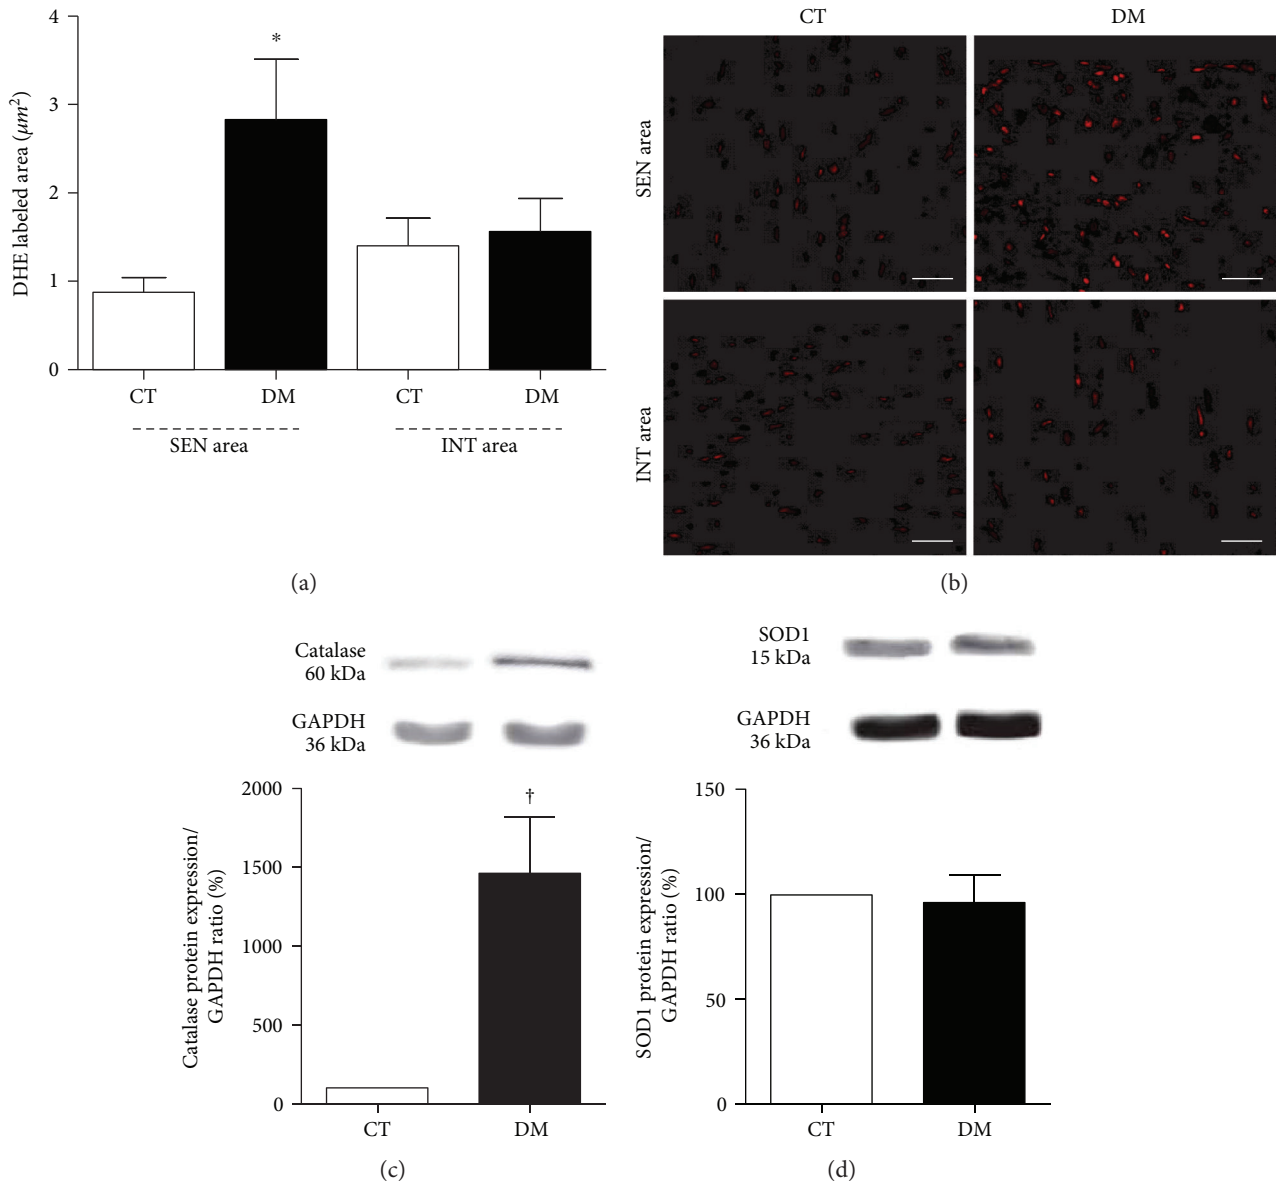 DHE labeled area (μm²)
4
3
2
1
0
CT
DM
CT
DM
*
SEN area
INT area
(a)
CT
DM
SEN area
INT area
(b)
Catalase
60 kDa
GAPDH
36 kDa
Catalase protein expression/
GAPDH ratio (%)
2000
1500
1000
500
0
†
CT
DM
(c)
SOD1
15 kDa
GAPDH
36 kDa
SOD1 protein expression/
GAPDH ratio (%)
150
100
50
0
CT
DM
(d)